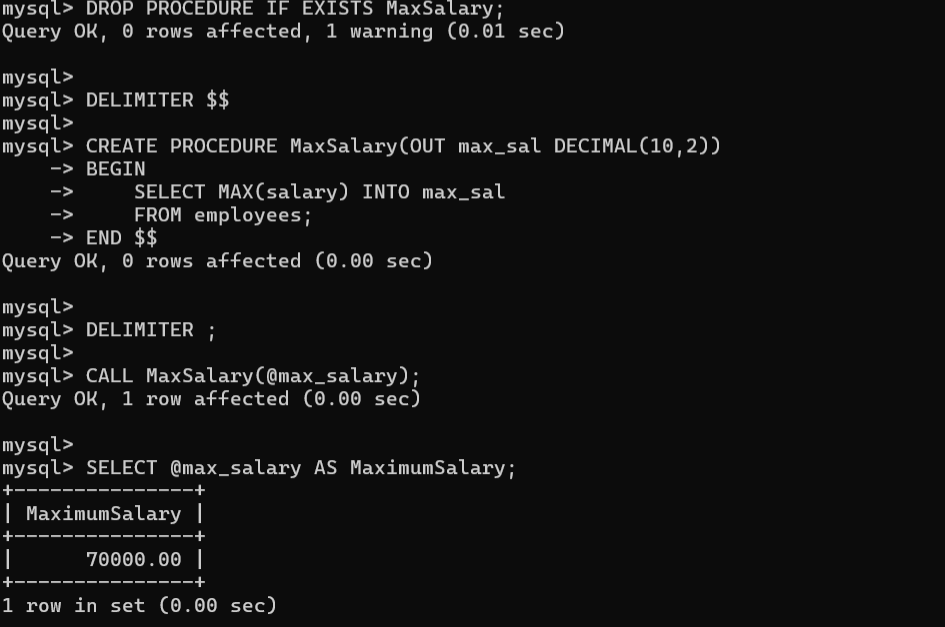 mysql> DROP PROCEDURE IF EXISTS MaxSalary;
Query OK, 0 rows affected, 1 warning (0.01 sec)

mysql>
mysql> DELIMITER $$
mysql>
mysql> CREATE PROCEDURE MaxSalary(OUT max_sal DECIMAL(10,2))
    -> BEGIN
    ->     SELECT MAX(salary) INTO max_sal
    ->     FROM employees;
    -> END $$
Query OK, 0 rows affected (0.00 sec)

mysql>
mysql> DELIMITER ;
mysql>
mysql> CALL MaxSalary(@max_salary);
Query OK, 1 row affected (0.00 sec)

mysql>
mysql> SELECT @max_salary AS MaximumSalary;
+---------------+
| MaximumSalary |
+---------------+
|      70000.00 |
+---------------+
1 row in set (0.00 sec)